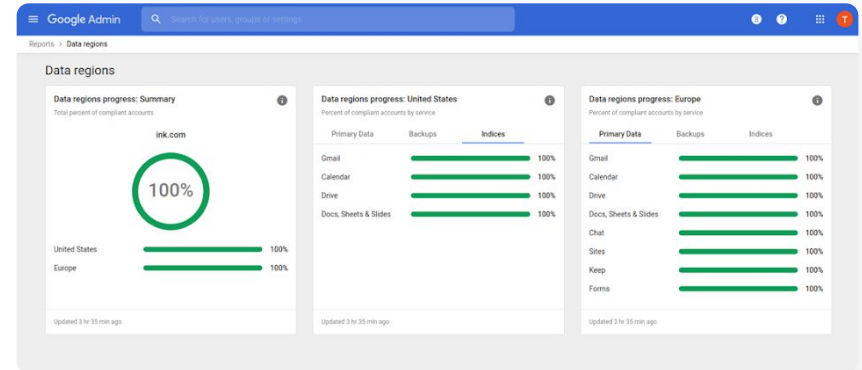 Google Admin
Search for users, groups or settings
T
Reports > Data regions
Data regions
Data regions progress: Summary
Total percent of compliant accounts
ink.com
100%
United States 100%
Europe 100%
Updated 3 hr 35 min ago
Data regions progress: United States
Percent of compliant accounts by service
Primary Data Backups Indices
Gmail 100%
Calendar 100%
Drive 100%
Docs, Sheets & Slides 100%
Updated 3 hr 35 min ago
Data regions progress: Europe
Percent of compliant accounts by service
Primary Data Backups Indices
Gmail 100%
Calendar 100%
Drive 100%
Docs, Sheets & Slides 100%
Chat 100%
Sites 100%
Keep 100%
Forms 100%
Updated 3 hr 35 min ago